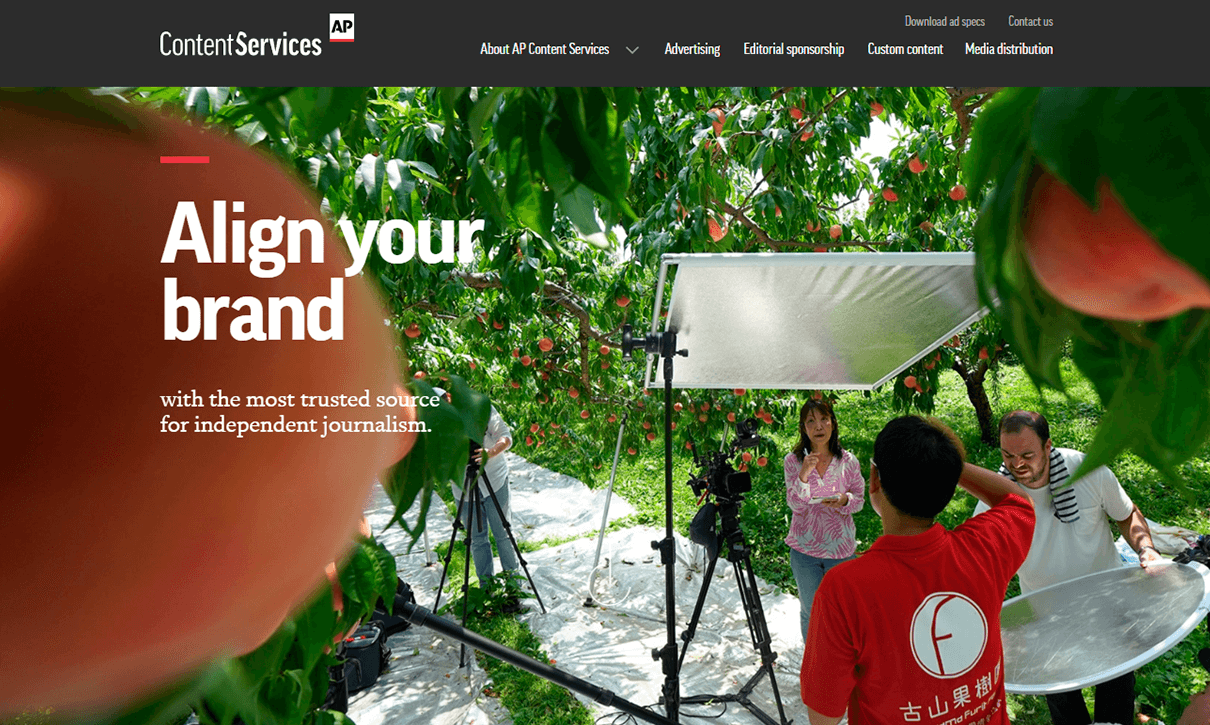 ContentServices AP
Download ad specs Contact us
About AP Content Services Advertising Editorial sponsorship Custom content Media distribution
Align your
brand
with the most trusted source
for independent journalism.
古山果樹園